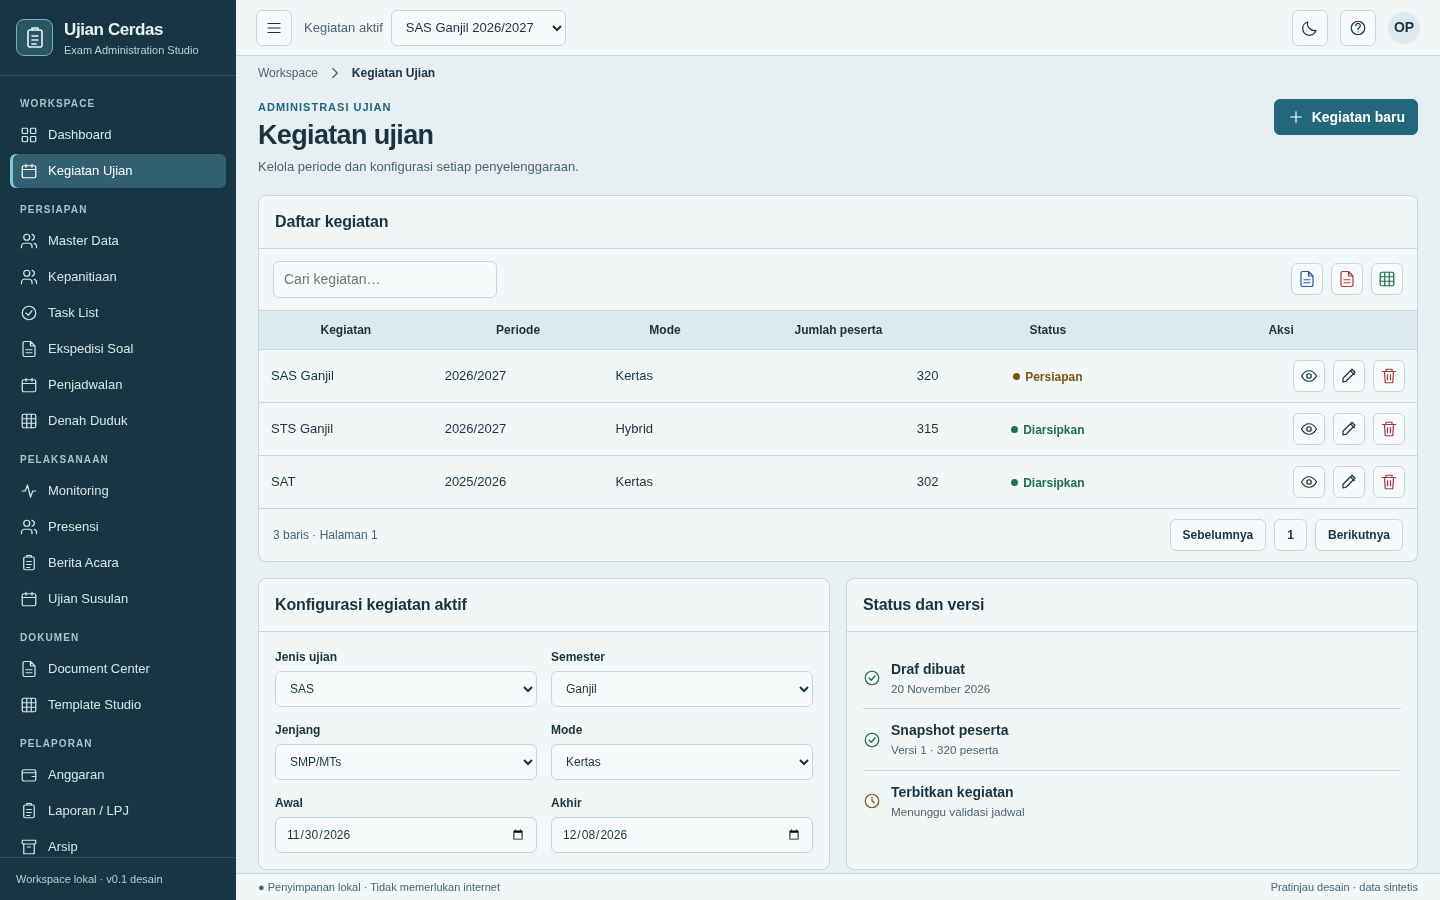 Ujian Cerdas
Exam Administration Studio
WORKSPACE
Dashboard
Kegiatan Ujian
PERSIAPAN
Master Data
Kepanitiaan
Task List
Ekspedisi Soal
Penjadwalan
Denah Duduk
PELAKSANAAN
Monitoring
Presensi
Berita Acara
Ujian Susulan
DOKUMEN
Document Center
Template Studio
PELAPORAN
Anggaran
Laporan / LPJ
Arsip
Workspace lokal · v0.1 desain
Kegiatan aktif SAS Ganjil 2026/2027 OP
Workspace Kegiatan Ujian
ADMINISTRASI UJIAN
Kegiatan ujian
Kelola periode dan konfigurasi setiap penyelenggaraan.
Kegiatan baru
Daftar kegiatan
Cari kegiatan…
Kegiatan Periode Mode Jumlah peserta Status Aksi
SAS Ganjil 2026/2027 Kertas 320 Persiapan
STS Ganjil 2026/2027 Hybrid 315 Diarsipkan
SAT 2025/2026 Kertas 302 Diarsipkan
3 baris · Halaman 1 Sebelumnya 1 Berikutnya
Konfigurasi kegiatan aktif
Jenis ujian Semester
SAS Ganjil
Jenjang Mode
SMP/MTs Kertas
Awal Akhir
11/30/2026 12/08/2026
Status dan versi
Draf dibuat
20 November 2026
Snapshot peserta
Versi 1 · 320 peserta
Terbitkan kegiatan
Menunggu validasi jadwal
● Penyimpanan lokal · Tidak memerlukan internet Pratinjau desain · data sintetis